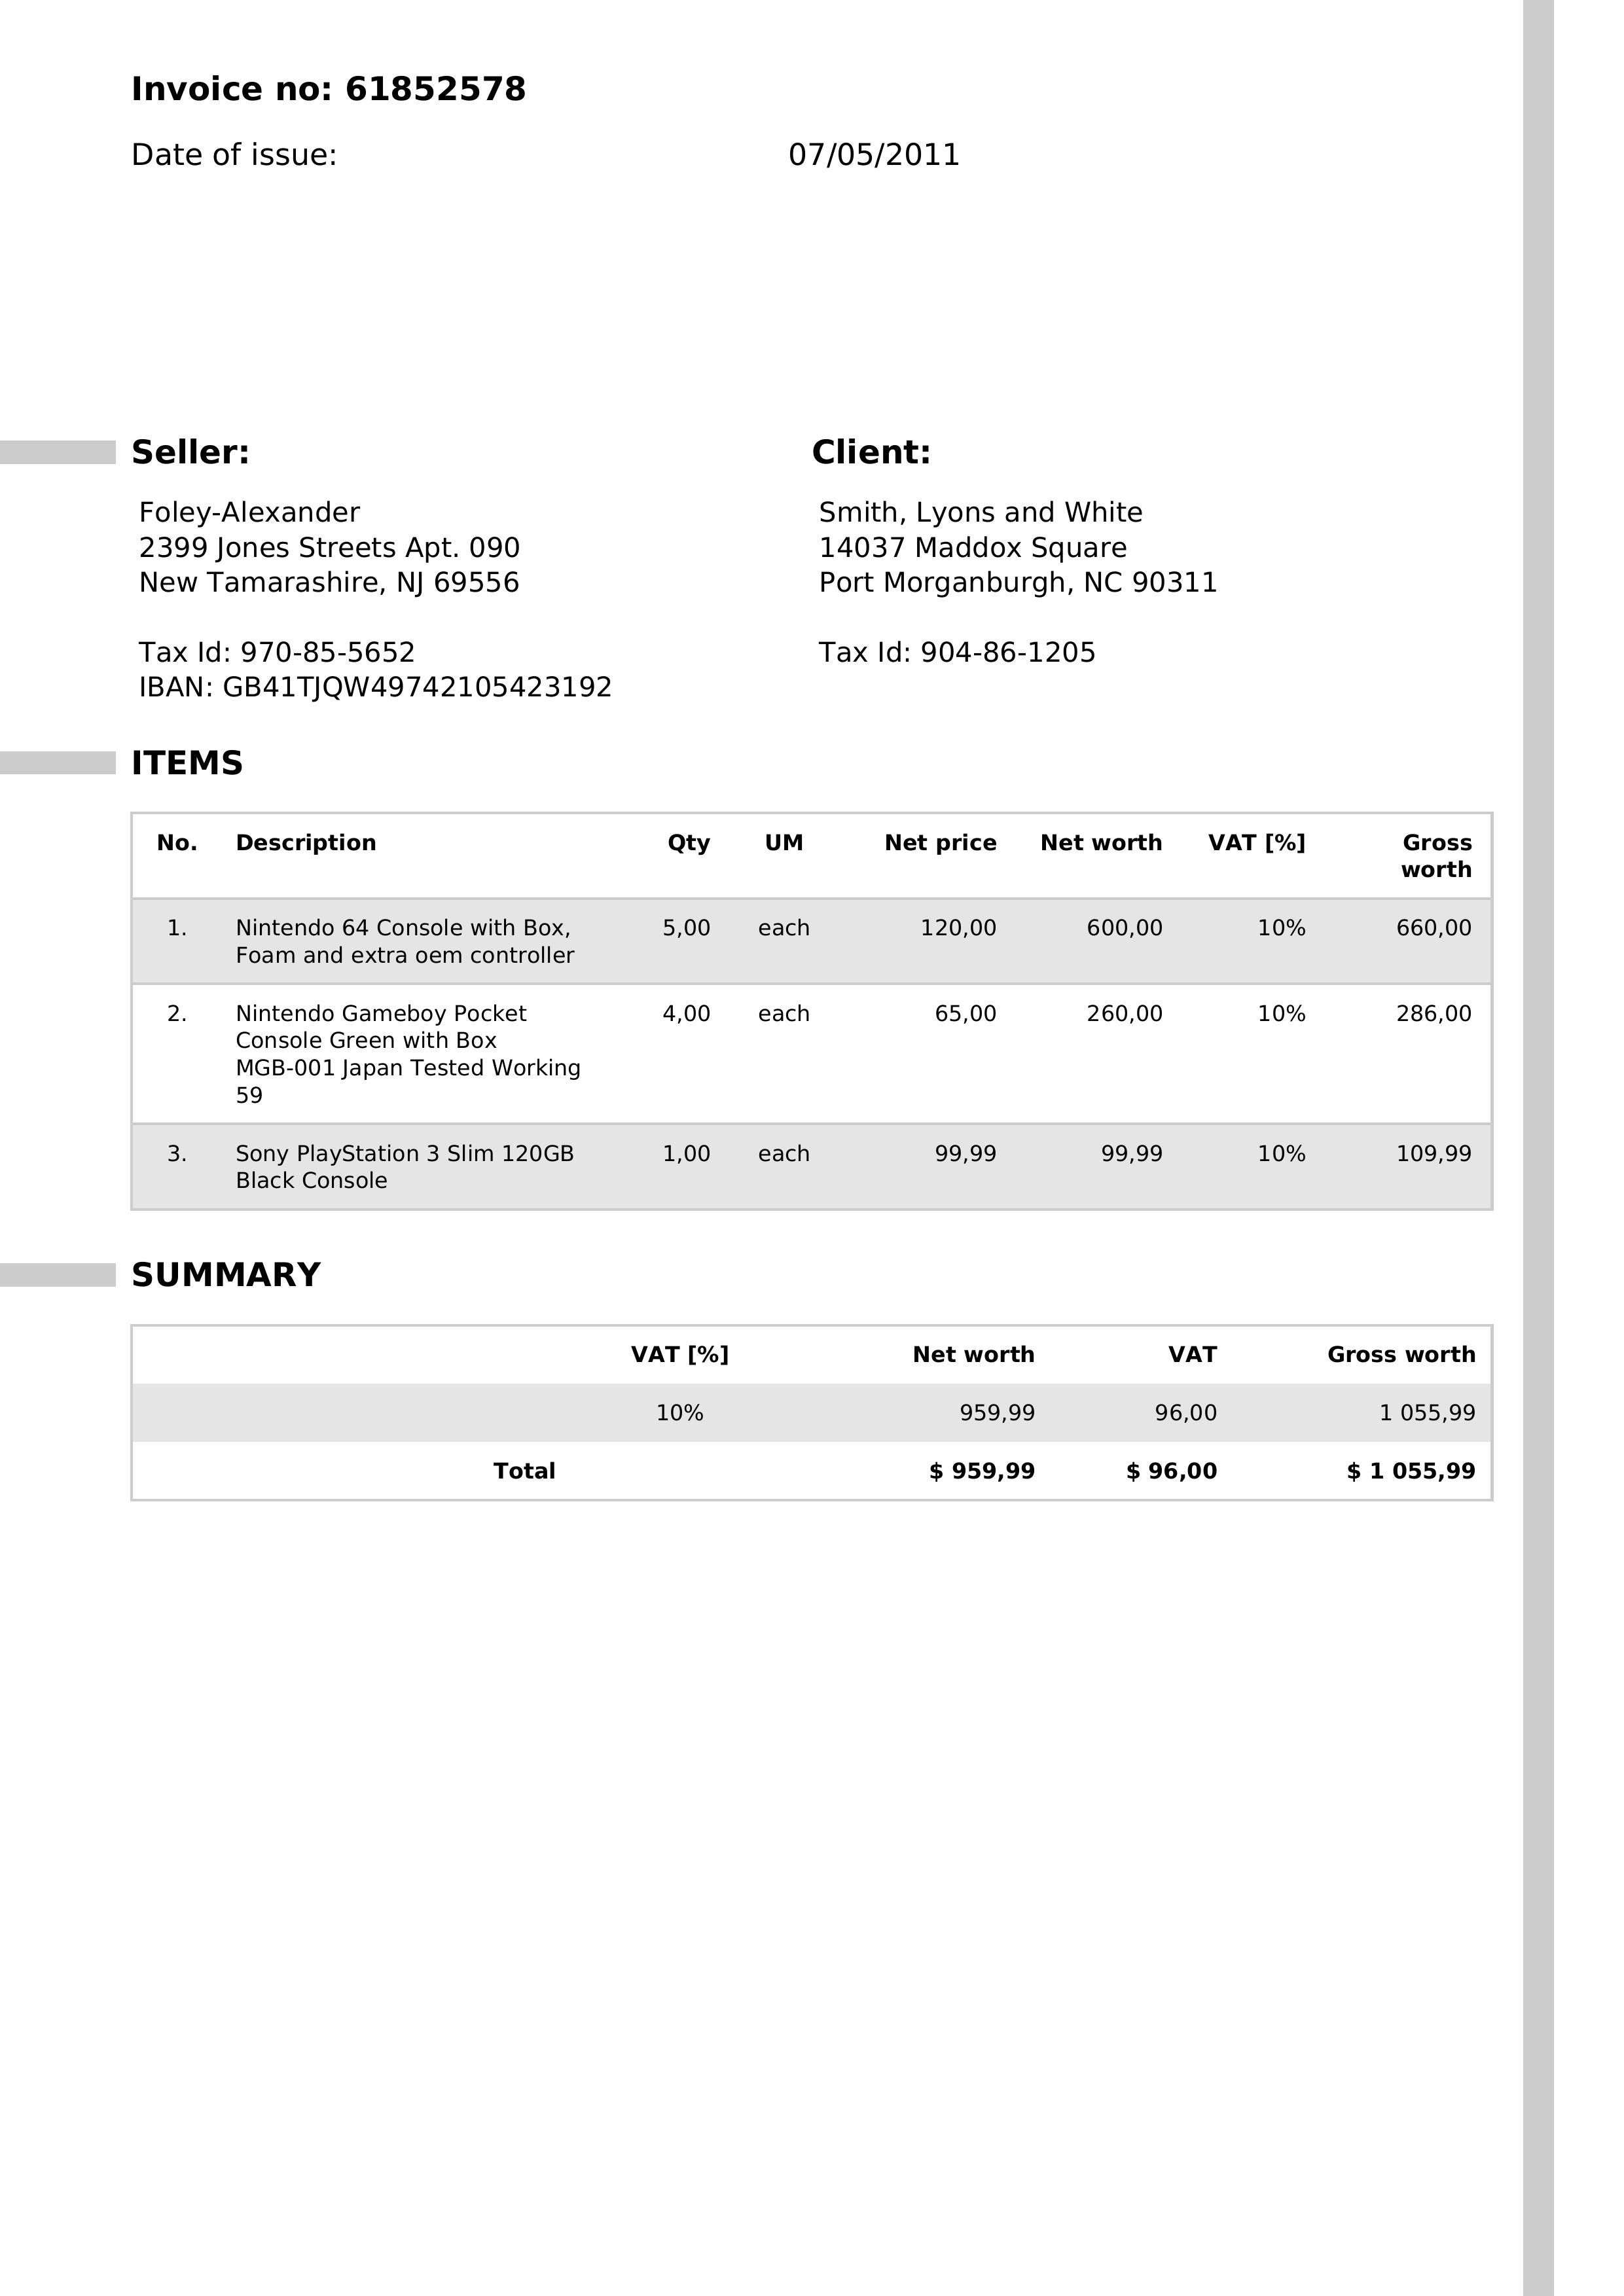 Invoice no: 61852578
Date of issue: 07/05/2011
Seller:
Foley-Alexander
2399 Jones Streets Apt. 090
New Tamarashire, NJ 69556
Tax Id: 970-85-5652
IBAN: GB41TJQW49742105423192
Client:
Smith, Lyons and White
14037 Maddox Square
Port Morganburgh, NC 90311
Tax Id: 904-86-1205
ITEMS
No. Description Qty UM Net price Net worth VAT [%] Gross
worth
1. Nintendo 64 Console with Box, 5,00 each 120,00 600,00 10% 660,00
Foam and extra oem controller
2. Nintendo Gameboy Pocket 4,00 each 65,00 260,00 10% 286,00
Console Green with Box
MGB-001 Japan Tested Working
59
3. Sony PlayStation 3 Slim 120GB 1,00 each 99,99 99,99 10% 109,99
Black Console
SUMMARY
VAT [%] Net worth VAT Gross worth
10% 959,99 96,00 1 055,99
Total $ 959,99 $ 96,00 $ 1 055,99